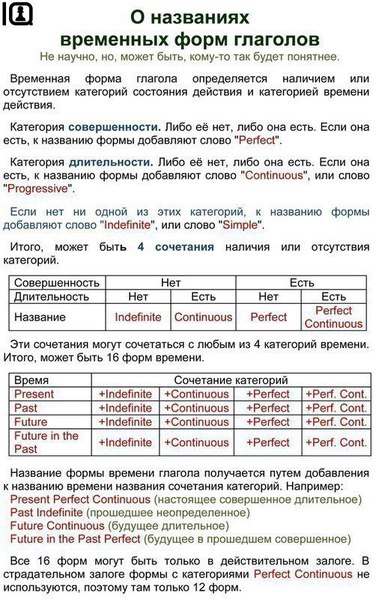 О названиях
временных форм глаголов
Не научно, но, может быть, кому-то так будет понятнее.
Временная форма глагола определяется наличием или
отсутствием категорий состояния действия и категорией времени
действия.
Категория совершенности. Либо её нет, либо она есть. Если она
есть, к названию формы добавляют слово "Perfect".
Категория длительности. Либо её нет, либо она есть. Если она
есть, к названию формы добавляют слово "Continuous", или слово
"Progressive".
Если нет ни одной из этих категорий, к названию формы
добавляют слово "Indefinite", или слово "Simple".
Итого, может быть 4 сочетания наличия или отсутствия
категорий.
Совершенность Нет Есть
Длительность Нет Есть Нет Есть
Название Indefinite Continuous Perfect Perfect Continuous
Эти сочетания могут сочетаться с любым из 4 категорий времени.
Итого, может быть 16 форм времени.
Время Сочетание категорий
Present +Indefinite +Continuous +Perfect +Perf. Cont.
Past +Indefinite +Continuous +Perfect +Perf. Cont.
Future +Indefinite +Continuous +Perfect +Perf. Cont.
Future in the Past +Indefinite +Continuous +Perfect +Perf. Cont.
Название формы времени глагола получается путем добавления
к названию времени названия сочетания категорий. Например:
Present Perfect Continuous (настоящее совершенное длительное)
Past Indefinite (прошедшее неопределенное)
Future Continuous (будущее длительное)
Future in the Past Perfect (будущее в прошедшем совершенное)
Все 16 форм могут быть только в действительном залоге. В
страдательном залоге формы с категориями Perfect Continuous не
используются, поэтому там только 12 форм.